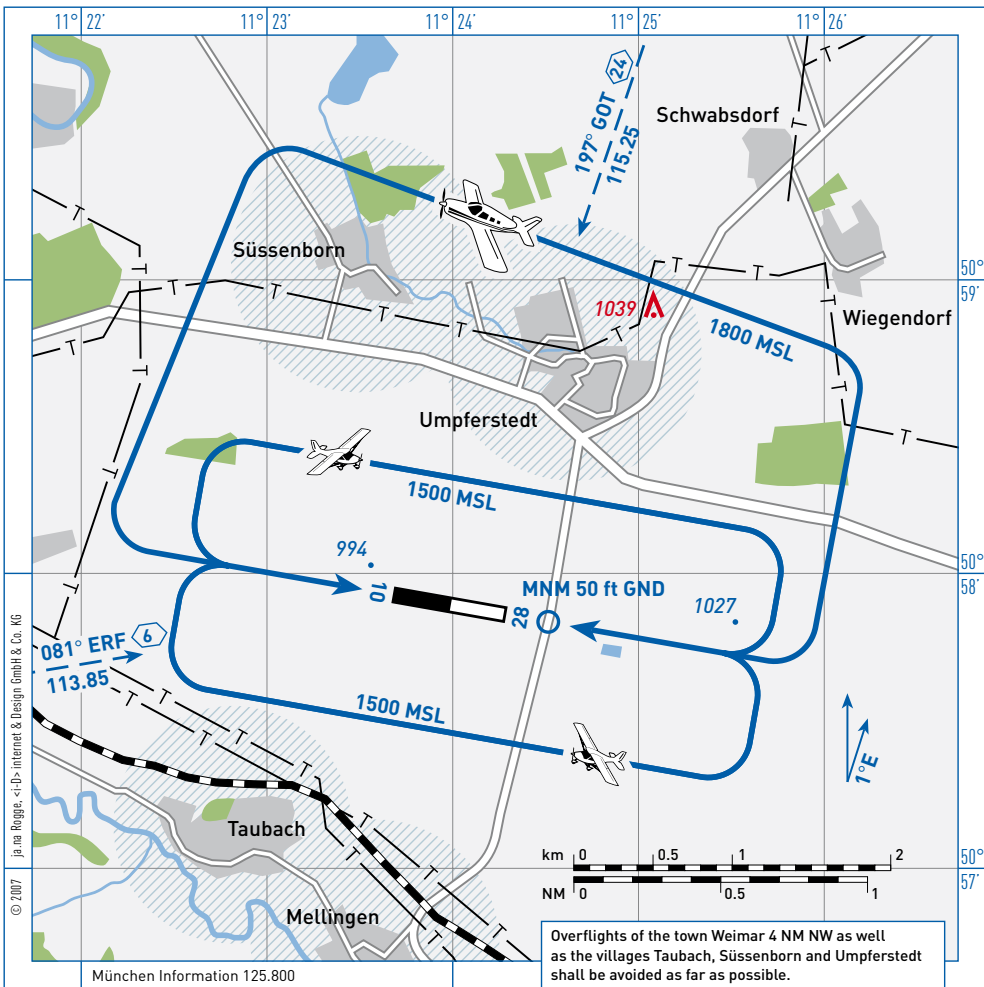 11° 22'
11° 23'
11° 24'
11° 25'
11° 26'
197° GOT 24
115.25
Schwabsdorf
Süssenborn
50°
59'
1039
Wiegendorf
1800 MSL
Umpferstedt
1500 MSL
994
50°
58'
MNM 50 ft GND
10
28
1027
081° ERF 6
113.85
1500 MSL
1°E
Taubach
km 0 0.5 1 2
50°
57'
NM 0 0.5 1
Mellingen
Overflights of the town Weimar 4 NM NW as well
as the villages Taubach, Süssenborn and Umpferstedt
shall be avoided as far as possible.
München Information 125.800
© 2007 ja.na Rogge, <i-D> internet & Design GmbH & Co. KG
T T T T T T T T T T T T T T T T T T T T T T T T T T T T